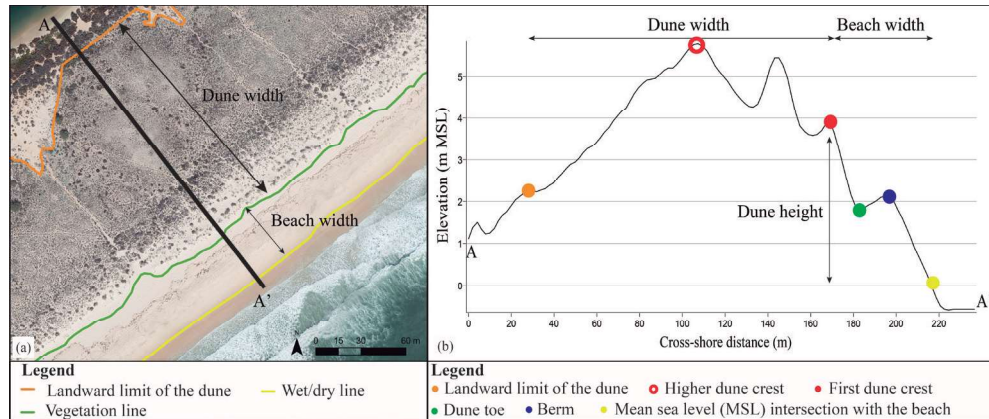 A
Dune width
Beach width
A'
N
(a)
0 15 30 60 m
Dune width
Beach width
Elevation (m MSL)
5
4
3
2
1
0
Dune height
A
A
0 20 40 60 80 100 120 140 160 180 200 220
Cross-shore distance (m)
(b)
Legend
Landward limit of the dune
Wet/dry line
Vegetation line
Legend
Landward limit of the dune
Higher dune crest
First dune crest
Dune toe
Berm
Mean sea level (MSL) intersection with the beach